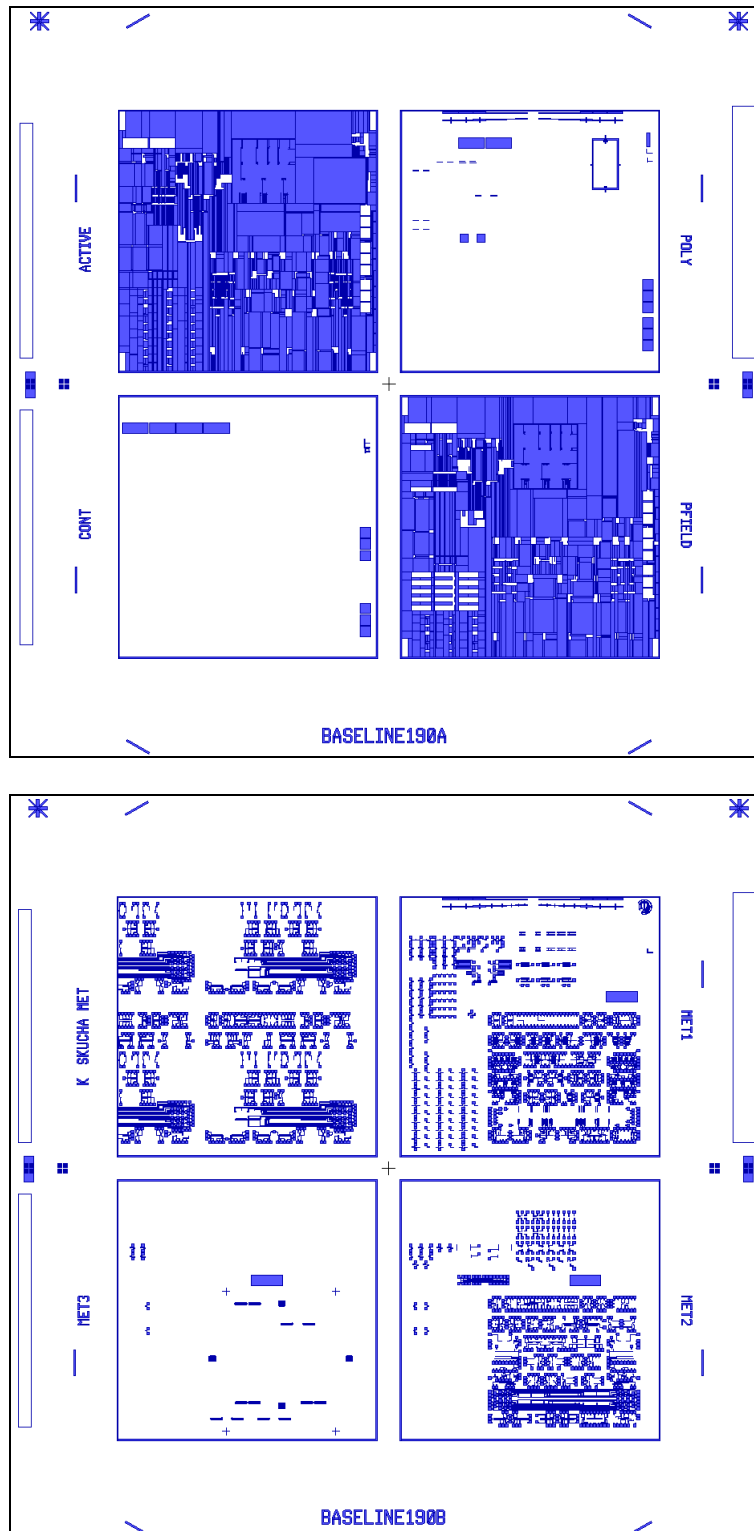 ACTIVE
POLY
CONT
PFIELD
BASELINE190A
K SKUCHA MET
MET1
MET3
MET2
BASELINE190B